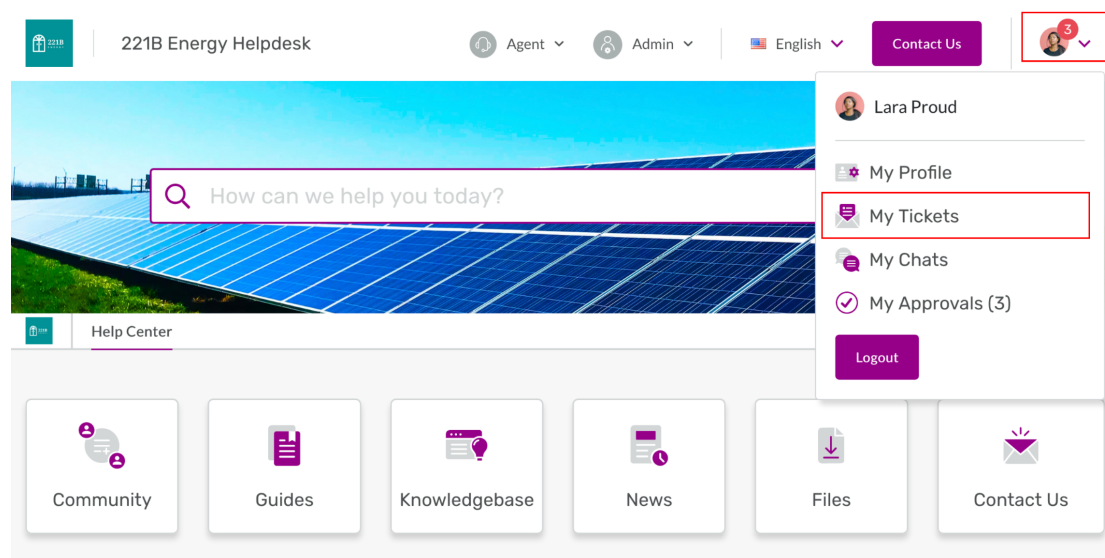 221B
221B Energy Helpdesk
Agent
Admin
English
Contact Us
3
Lara Proud
My Profile
How can we help you today?
My Tickets
My Chats
My Approvals (3)
Help Center
Logout
Community
Guides
Knowledgebase
News
Files
Contact Us